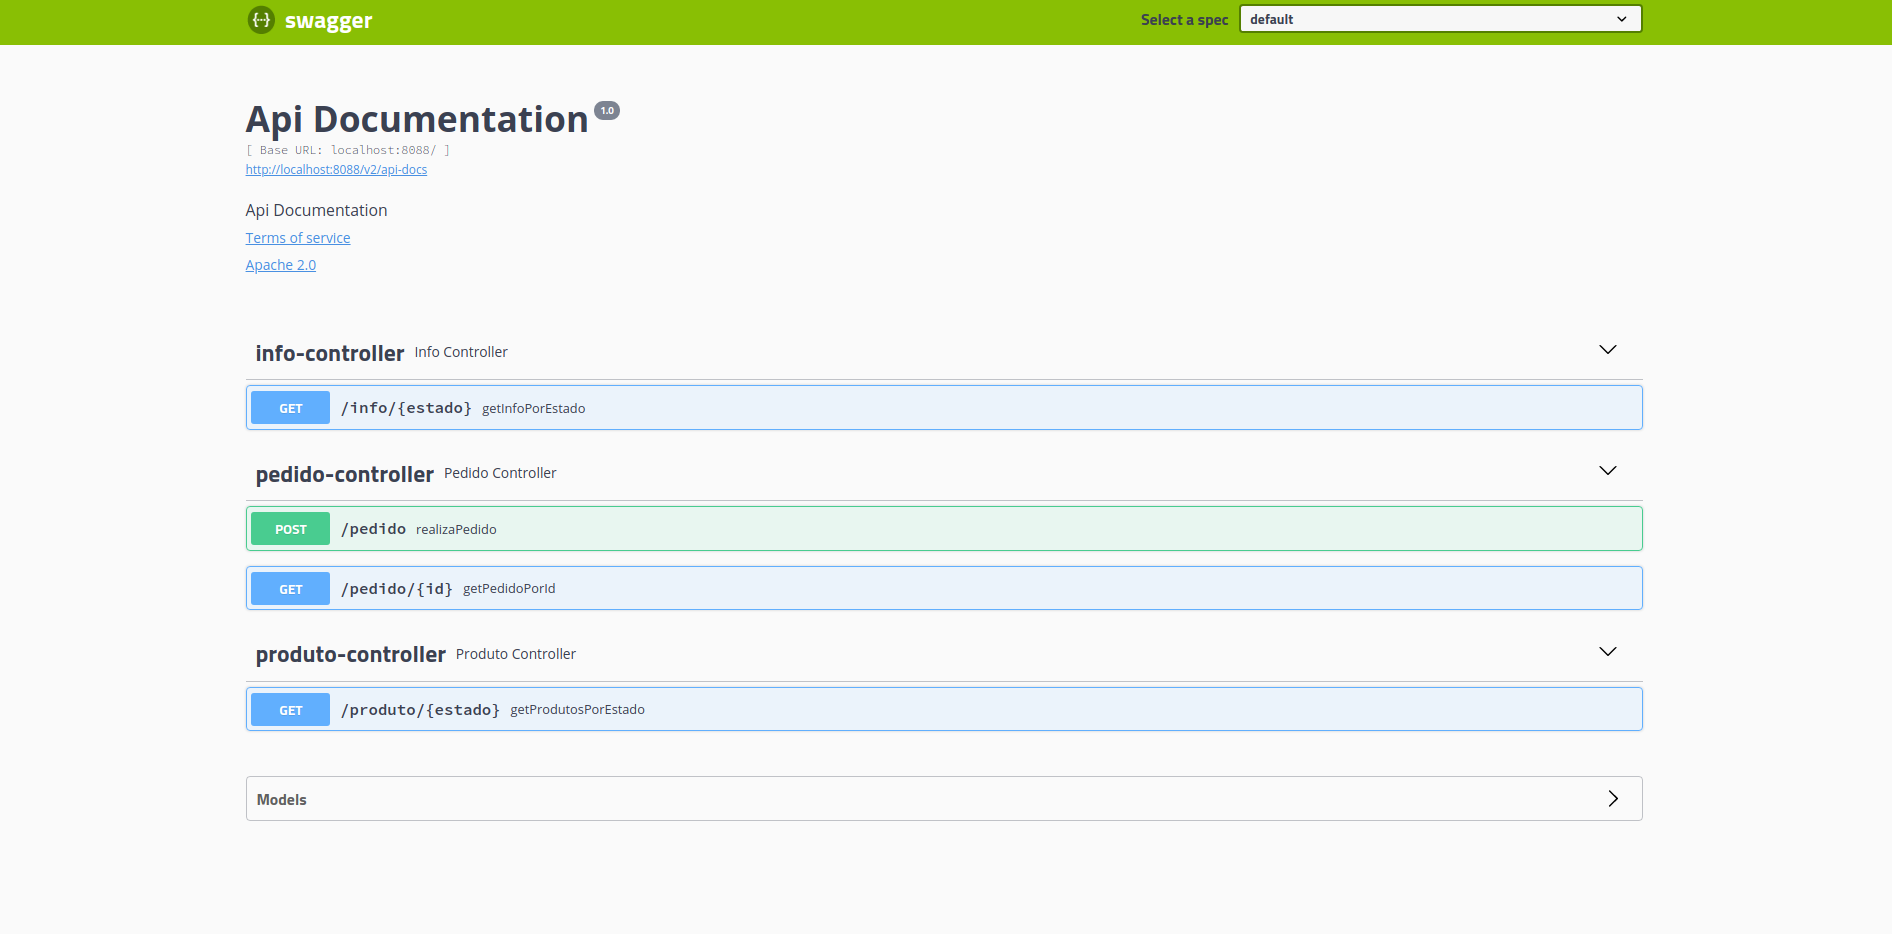 swagger
Select a spec default
Api Documentation 1.0
[ Base URL: localhost:8088/ ]
http://localhost:8088/v2/api-docs
Api Documentation
Terms of service
Apache 2.0
info-controller Info Controller
GET /info/{estado} getInfoPorEstado
pedido-controller Pedido Controller
POST /pedido realizaPedido
GET /pedido/{id} getPedidoPorId
produto-controller Produto Controller
GET /produto/{estado} getProdutosPorEstado
Models